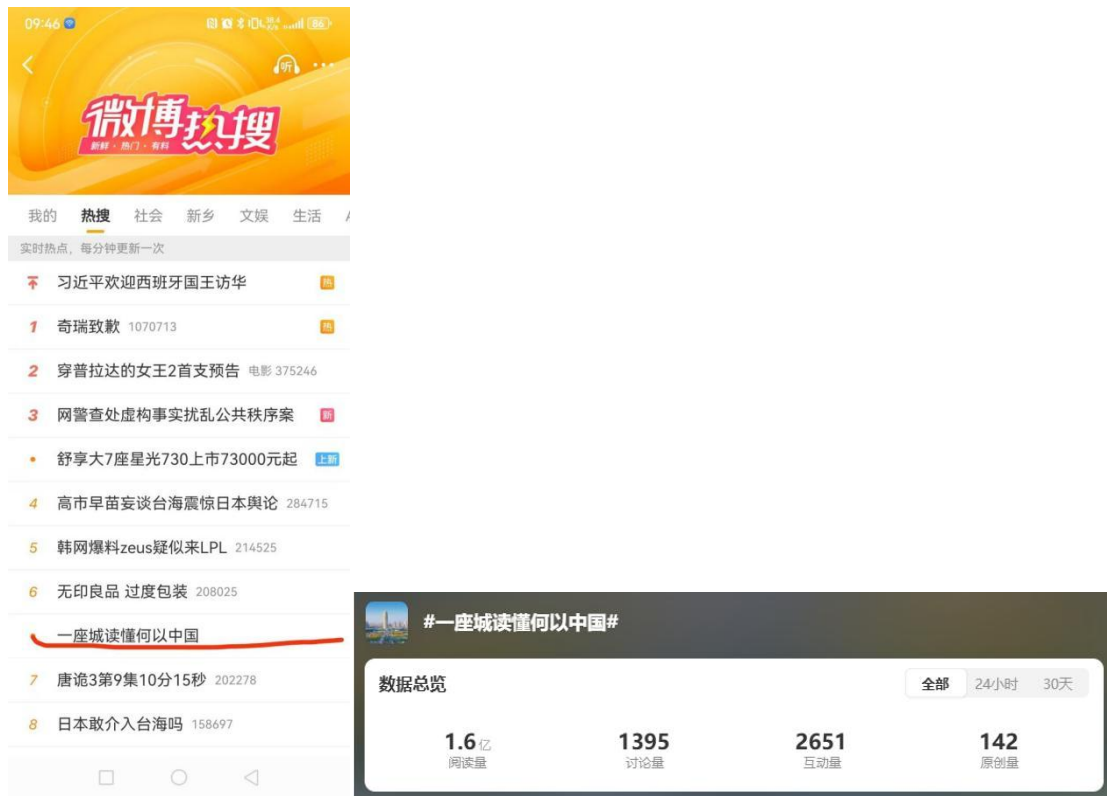 09:46 86
听
微博热搜
新鲜·热门·有料
我的 热搜 社会 新乡 文娱 生活
实时热点，每分钟更新一次
习近平欢迎西班牙国王访华 热
1 奇瑞致歉 1070713 热
2 穿普拉达的女王2首支预告 电影 375246
3 网警查处虚构事实扰乱公共秩序案 新
舒享大7座星光730上市73000元起 上新
4 高市早苗妄谈台海震惊日本舆论 284715
5 韩网爆料zeus疑似来LPL 214525
6 无印良品 过度包装 208025
一座城读懂何以中国
7 唐诡3第9集10分15秒 202278
8 日本敢介入台海吗 158697
#一座城读懂何以中国#
数据总览 全部 24小时 30天
1.6亿 1395 2651 142
阅读量 讨论量 互动量 原创量